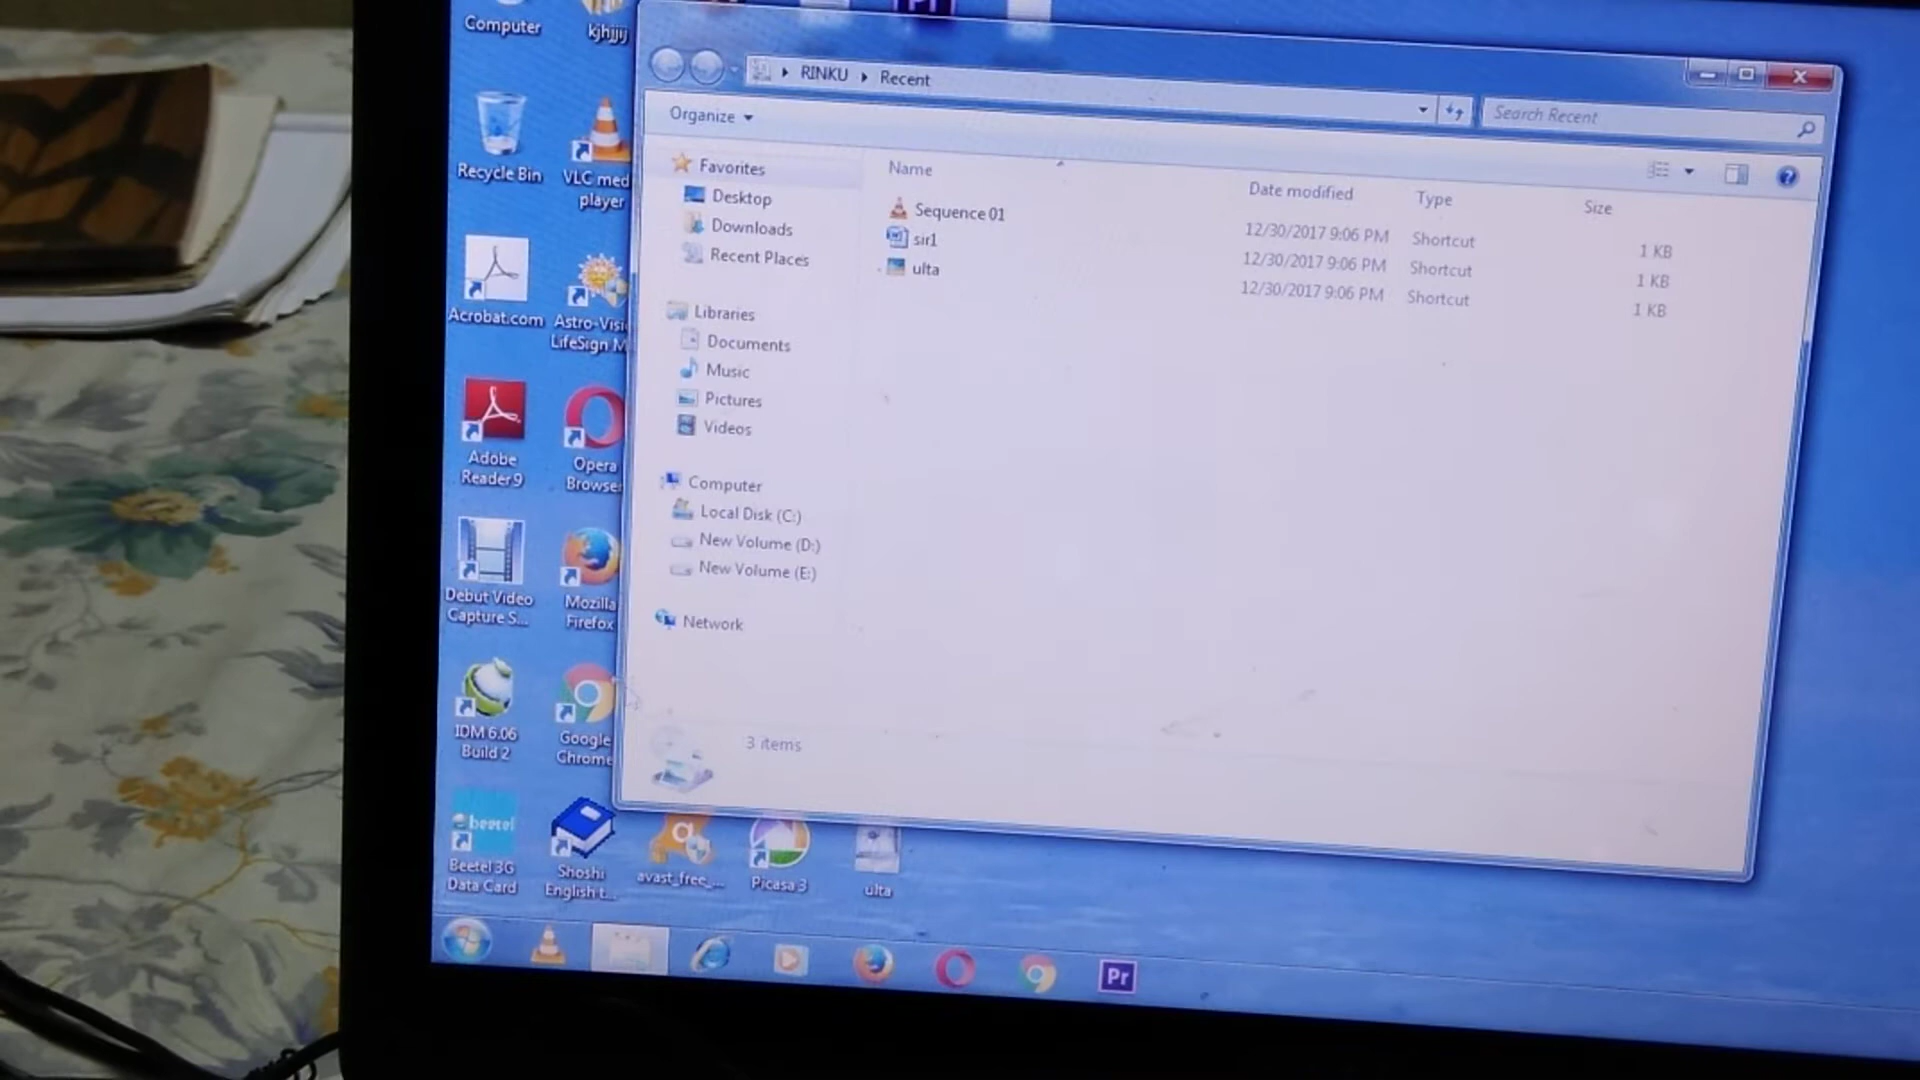 Computer
kjhjjij
Recycle Bin
VLC med
player
Acrobat.com
Astro-Visi
LifeSign M
Adobe
Reader 9
Opera
Browser
Debut Video
Capture S...
Mozilla
Firefox
IDM 6.06
Build 2
Google
Chrome
beetel
Beetel 3G
Data Card
Shoshi
English t...
avast_free_...
Picasa 3
ulta
RINKU
Recent
Search Recent
Organize
Name
Date modified
Type
Size
Favorites
Desktop
Downloads
Recent Places
Libraries
Documents
Music
Pictures
Videos
Computer
Local Disk (C:)
New Volume (D:)
New Volume (E:)
Network
Sequence 01
12/30/2017 9:06 PM
Shortcut
1 KB
sir1
12/30/2017 9:06 PM
Shortcut
1 KB
ulta
12/30/2017 9:06 PM
Shortcut
1 KB
3 items
Pr